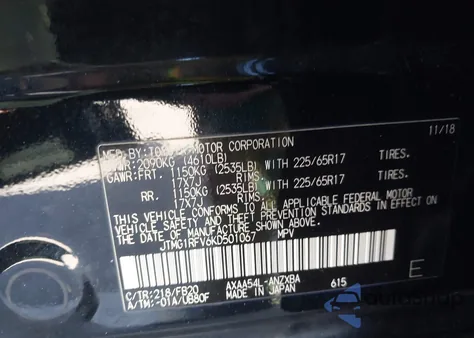 MFD BY: TOYOTA MOTOR CORPORATION 11/18
GVWR: 2090KG (4610LB)
GAWR: FRT. 1150KG (2535LB) WITH 225/65R17 TIRES.
17X7J RIMS.
RR. 1150KG (2535LB) WITH 225/65R17 TIRES.
17X7J RIMS.
THIS VEHICLE CONFORMS TO ALL APPLICABLE FEDERAL MOTOR
VEHICLE SAFETY AND THEFT PREVENTION STANDARDS IN EFFECT
ON THE DATE OF MANUFACTURE SHOWN ABOVE.
JTMG1RFV6KD501067 MPV
C/TR: 218/FB20 AXAA54L-ANZXBA 615
A/TM: -01A/UB80F MADE IN JAPAN E